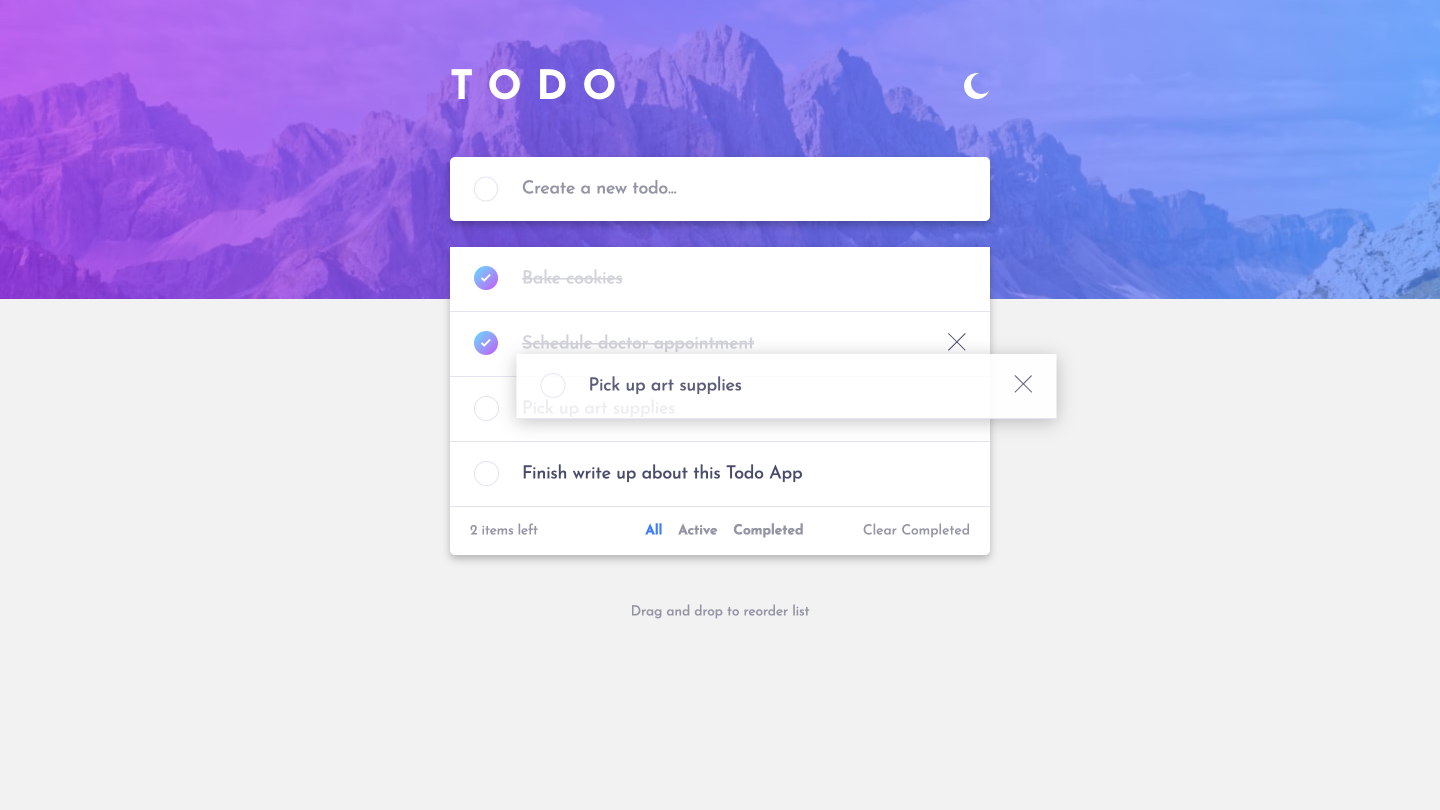 TODO
Create a new todo...
Bake cookies
Schedule doctor appointment
Pick up art supplies
Pick up art supplies
Finish write up about this Todo App
2 items left All Active Completed Clear Completed
Drag and drop to reorder list